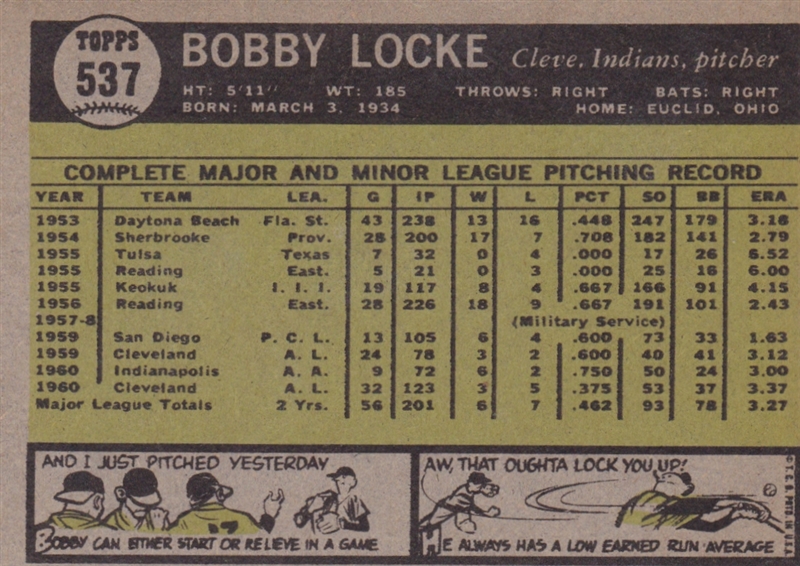 TOPPS
537
BOBBY LOCKE Cleve. Indians, pitcher
HT: 5'11" WT: 185 THROWS: RIGHT BATS: RIGHT
BORN: MARCH 3, 1934 HOME: EUCLID, OHIO
COMPLETE MAJOR AND MINOR LEAGUE PITCHING RECORD
YEAR TEAM LEA. G IP W L PCT SO BB ERA
1953 Daytona Beach Fla. St. 43 238 13 16 .448 247 179 3.18
1954 Sherbrooke Prov. 28 200 17 7 .708 182 141 2.79
1955 Tulsa Texas 7 32 0 4 .000 17 26 6.52
1955 Reading East. 5 21 0 3 .000 25 16 6.00
1955 Keokuk I. I. I. 19 117 8 4 .667 166 91 4.15
1956 Reading East. 28 226 18 9 .667 191 101 2.43
1957-8 (Military Service)
1959 San Diego P. C. L. 13 105 6 4 .600 73 33 1.63
1959 Cleveland A. L. 24 78 3 2 .600 40 41 3.12
1960 Indianapolis A. A. 9 72 6 2 .750 50 24 3.00
1960 Cleveland A. L. 32 123 3 5 .375 53 37 3.37
Major League Totals 2 Yrs. 56 201 6 7 .462 93 78 3.27
AND I JUST PITCHED YESTERDAY
BOBBY CAN EITHER START OR RELIEVE IN A GAME
AW, THAT OUGHTA LOCK YOU UP!
HE ALWAYS HAS A LOW EARNED RUN AVERAGE
©T.C.G. PRT'D IN U.S.A.